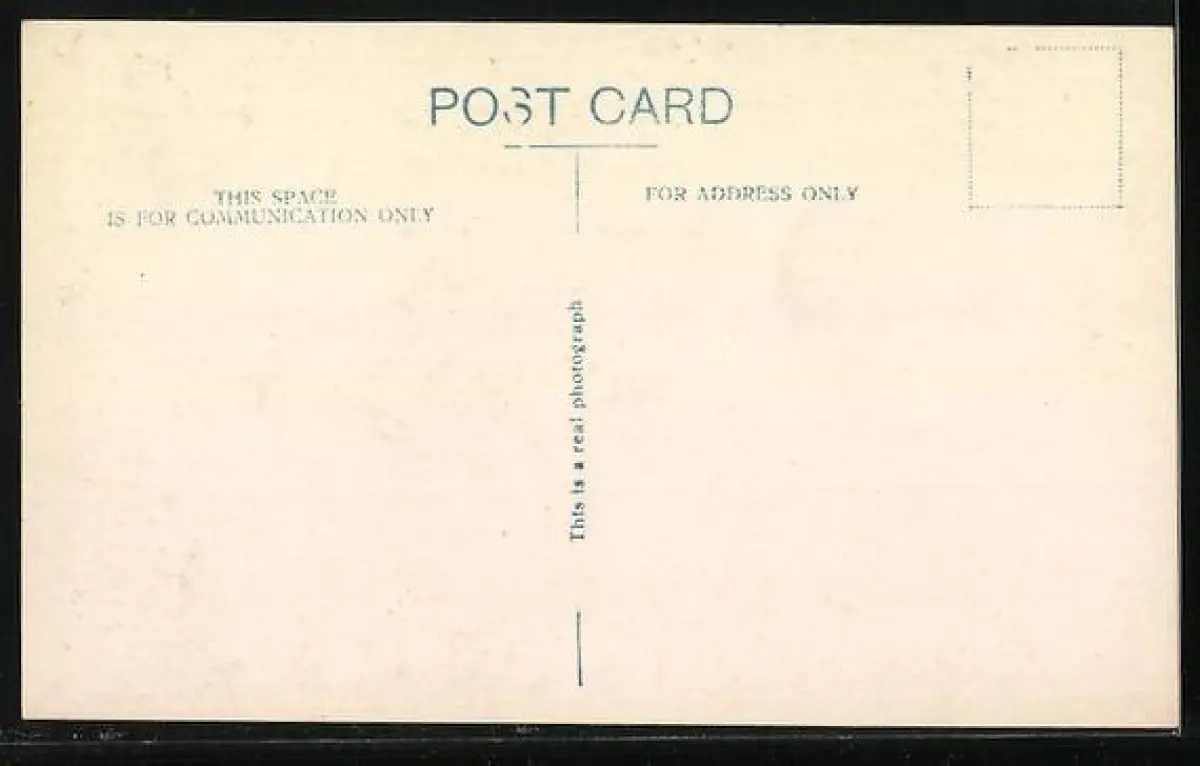 POST CARD
THIS SPACE
IS FOR COMMUNICATION ONLY
FOR ADDRESS ONLY
This is a real photograph